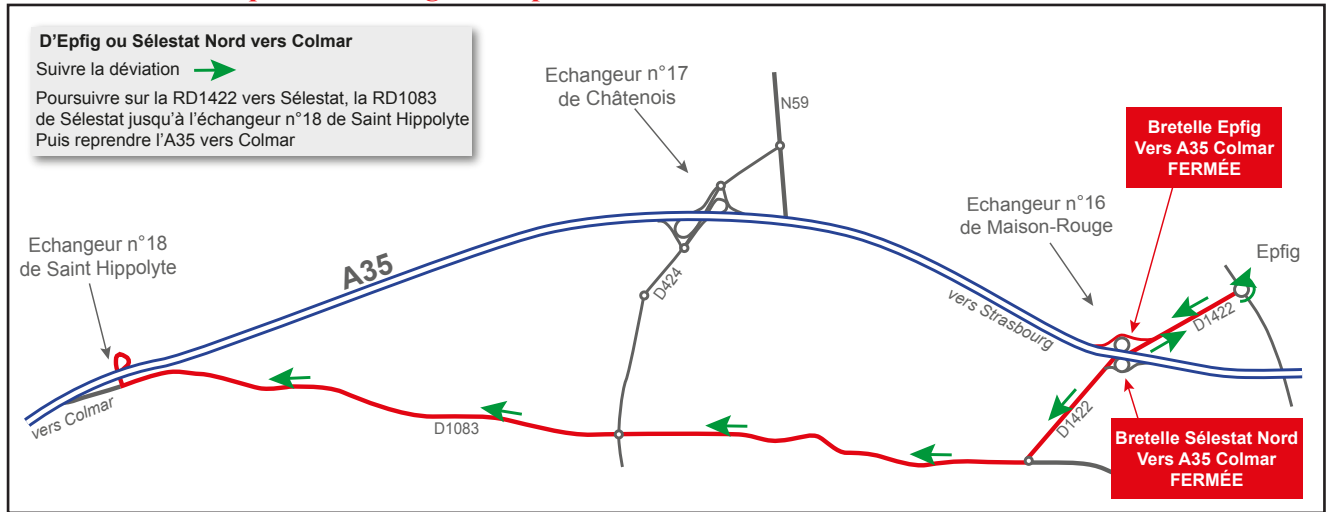 D'Epfig ou Sélestat Nord vers Colmar
Suivre la déviation
Poursuivre sur la RD1422 vers Sélestat, la RD1083
de Sélestat jusqu'à l'échangeur n°18 de Saint Hippolyte
Puis reprendre l'A35 vers Colmar
Echangeur n°17
de Châtenois
N59
Bretelle Epfig
Vers A35 Colmar
FERMÉE
Echangeur n°16
de Maison-Rouge
Epfig
Echangeur n°18
de Saint Hippolyte
A35
D424
vers Strasbourg
D1422
vers Colmar
D1083
D1422
Bretelle Sélestat Nord
Vers A35 Colmar
FERMÉE